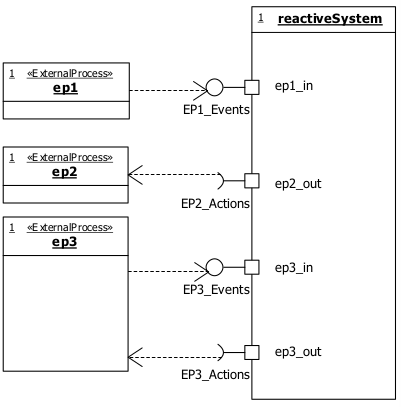 1 reactiveSystem
1 «ExternalProcess»
ep1
EP1_Events
ep1_in
1 «ExternalProcess»
ep2
EP2_Actions
ep2_out
1 «ExternalProcess»
ep3
EP3_Events
ep3_in
EP3_Actions
ep3_out